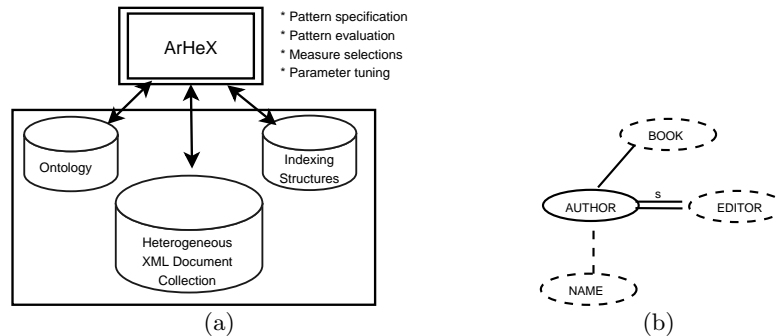 ArHeX
* Pattern specification
* Pattern evaluation
* Measure selections
* Parameter tuning
Ontology
Indexing
Structures
Heterogeneous
XML Document
Collection
(a)
BOOK
s
AUTHOR
EDITOR
NAME
(b)